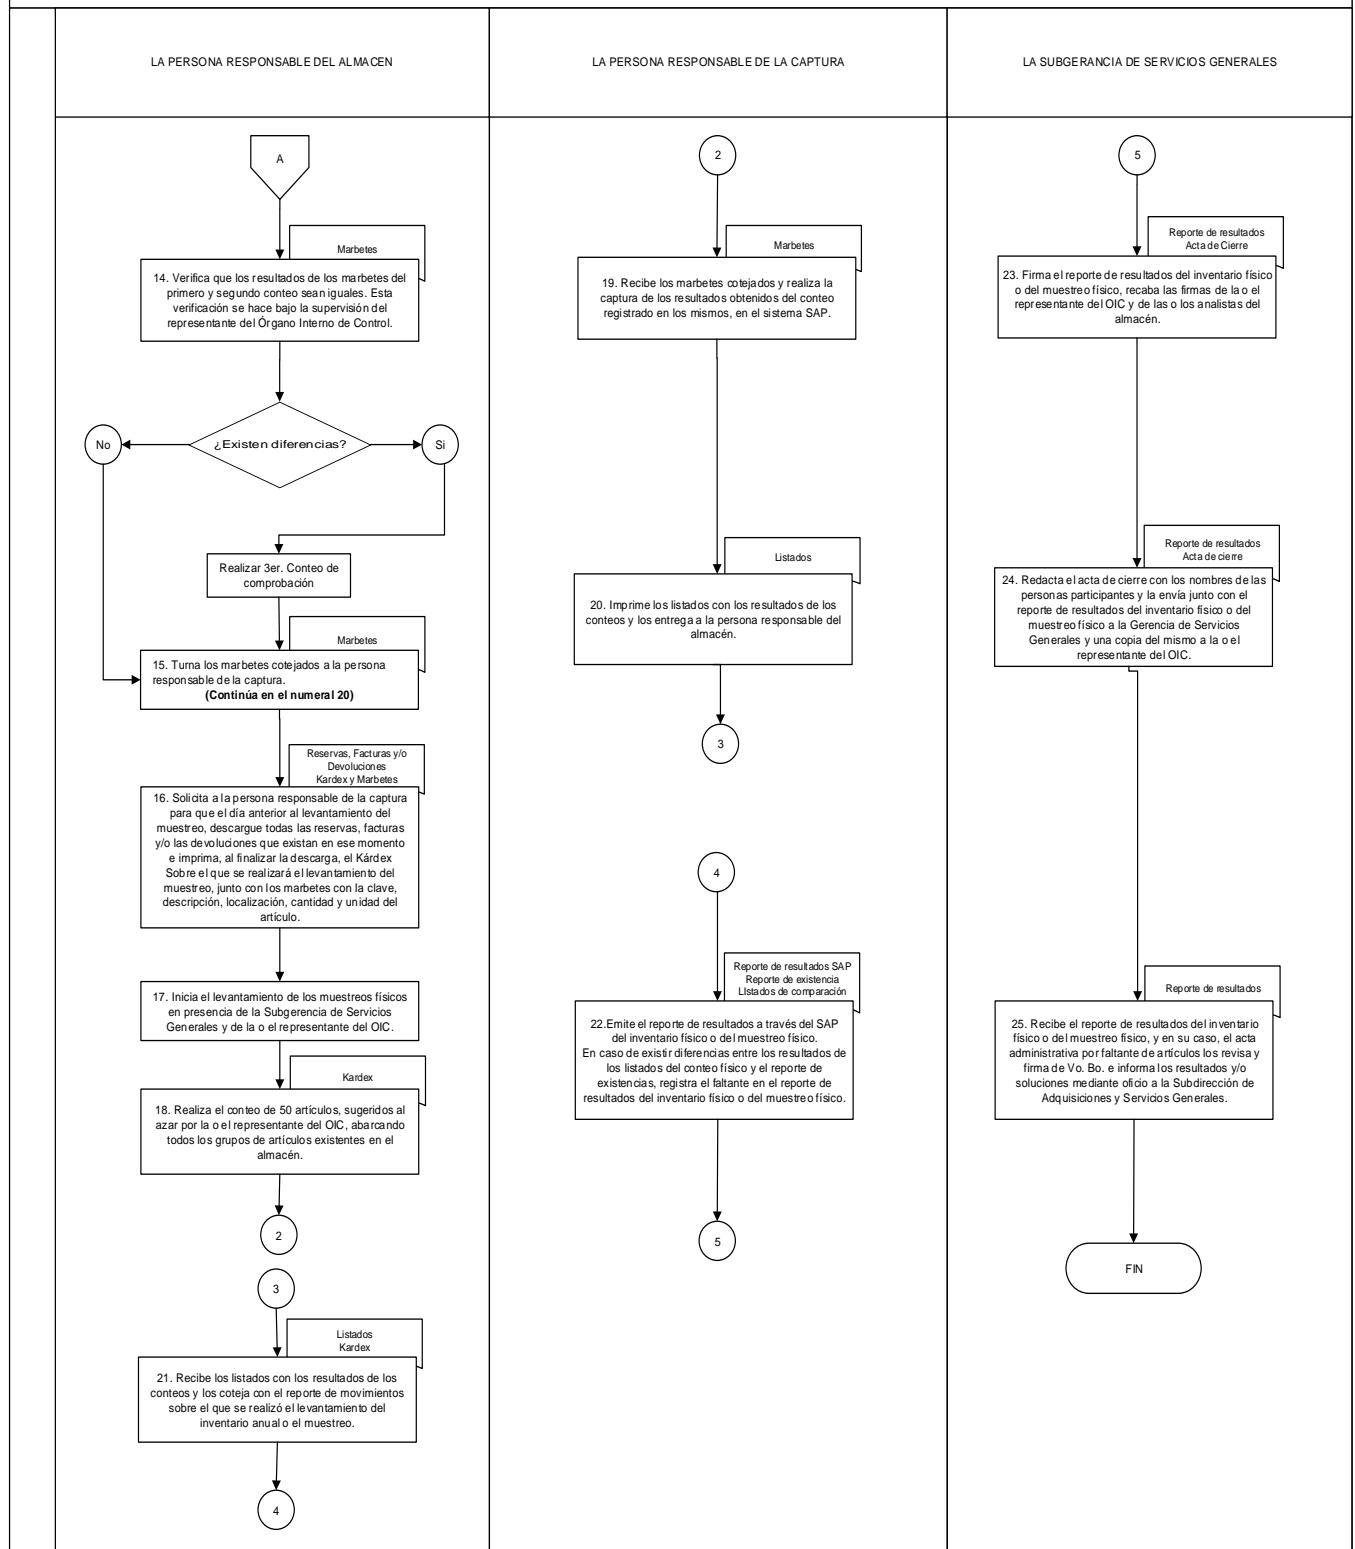 LA PERSONA RESPONSABLE DEL ALMACEN
LA PERSONA RESPONSABLE DE LA CAPTURA
LA SUBGERANCIA DE SERVICIOS GENERALES
A
Marbetes
14. Verifica que los resultados de los marbetes del
primero y segundo conteo sean iguales. Esta
verificación se hace bajo la supervisión del
representante del Órgano Interno de Control.
¿Existen diferencias?
No
Si
Realizar 3er. Conteo de
comprobación
Marbetes
15. Turna los marbetes cotejados a la persona
responsable de la captura.
(Continúa en el numeral 20)
Reservas, Facturas y/o
Devoluciones
Kardex y Marbetes
16. Solicita a la persona responsable de la captura
para que el día anterior al levantamiento del
muestreo, descargue todas las reservas, facturas
y/o las devoluciones que existan en ese momento
e imprima, al finalizar la descarga, el Kárdex
Sobre el que se realizará el levantamiento del
muestreo, junto con los marbetes con la clave,
descripción, localización, cantidad y unidad del
artículo.
17. Inicia el levantamiento de los muestreos físicos
en presencia de la Subgerencia de Servicios
Generales y de la o el representante del OIC.
Kardex
18. Realiza el conteo de 50 artículos, sugeridos al
azar por la o el representante del OIC, abarcando
todos los grupos de artículos existentes en el
almacén.
2
3
Listados
Kardex
21. Recibe los listados con los resultados de los
conteos y los coteja con el reporte de movimientos
sobre el que se realizó el levantamiento del
inventario anual o el muestreo.
4
2
Marbetes
19. Recibe los marbetes cotejados y realiza la
captura de los resultados obtenidos del conteo
registrado en los mismos, en el sistema SAP.
Listados
20. Imprime los listados con los resultados de los
conteos y los entrega a la persona responsable del
almacén.
3
4
Reporte de resultados SAP
Reporte de existencia
LIstados de comparación
22.Emite el reporte de resultados a través del SAP
del inventario físico o del muestreo físico.
En caso de existir diferencias entre los resultados de
los listados del conteo físico y el reporte de
existencias, registra el faltante en el reporte de
resultados del inventario físico o del muestreo físico.
5
5
Reporte de resultados
Acta de Cierre
23. Firma el reporte de resultados del inventario físico
o del muestreo físico, recaba las firmas de la o el
representante del OIC y de las o los analistas del
almacén.
Reporte de resultados
Acta de cierre
24. Redacta el acta de cierre con los nombres de las
personas participantes y la envía junto con el
reporte de resultados del inventario físico o del
muestreo físico a la Gerencia de Servicios
Generales y una copia del mismo a la o el
representante del OIC.
Reporte de resultados
25. Recibe el reporte de resultados del inventario
físico o del muestreo físico, y en su caso, el acta
administrativa por faltante de artículos los revisa y
firma de Vo. Bo. e informa los resultados y/o
soluciones mediante oficio a la Subdirección de
Adquisiciones y Servicios Generales.
FIN